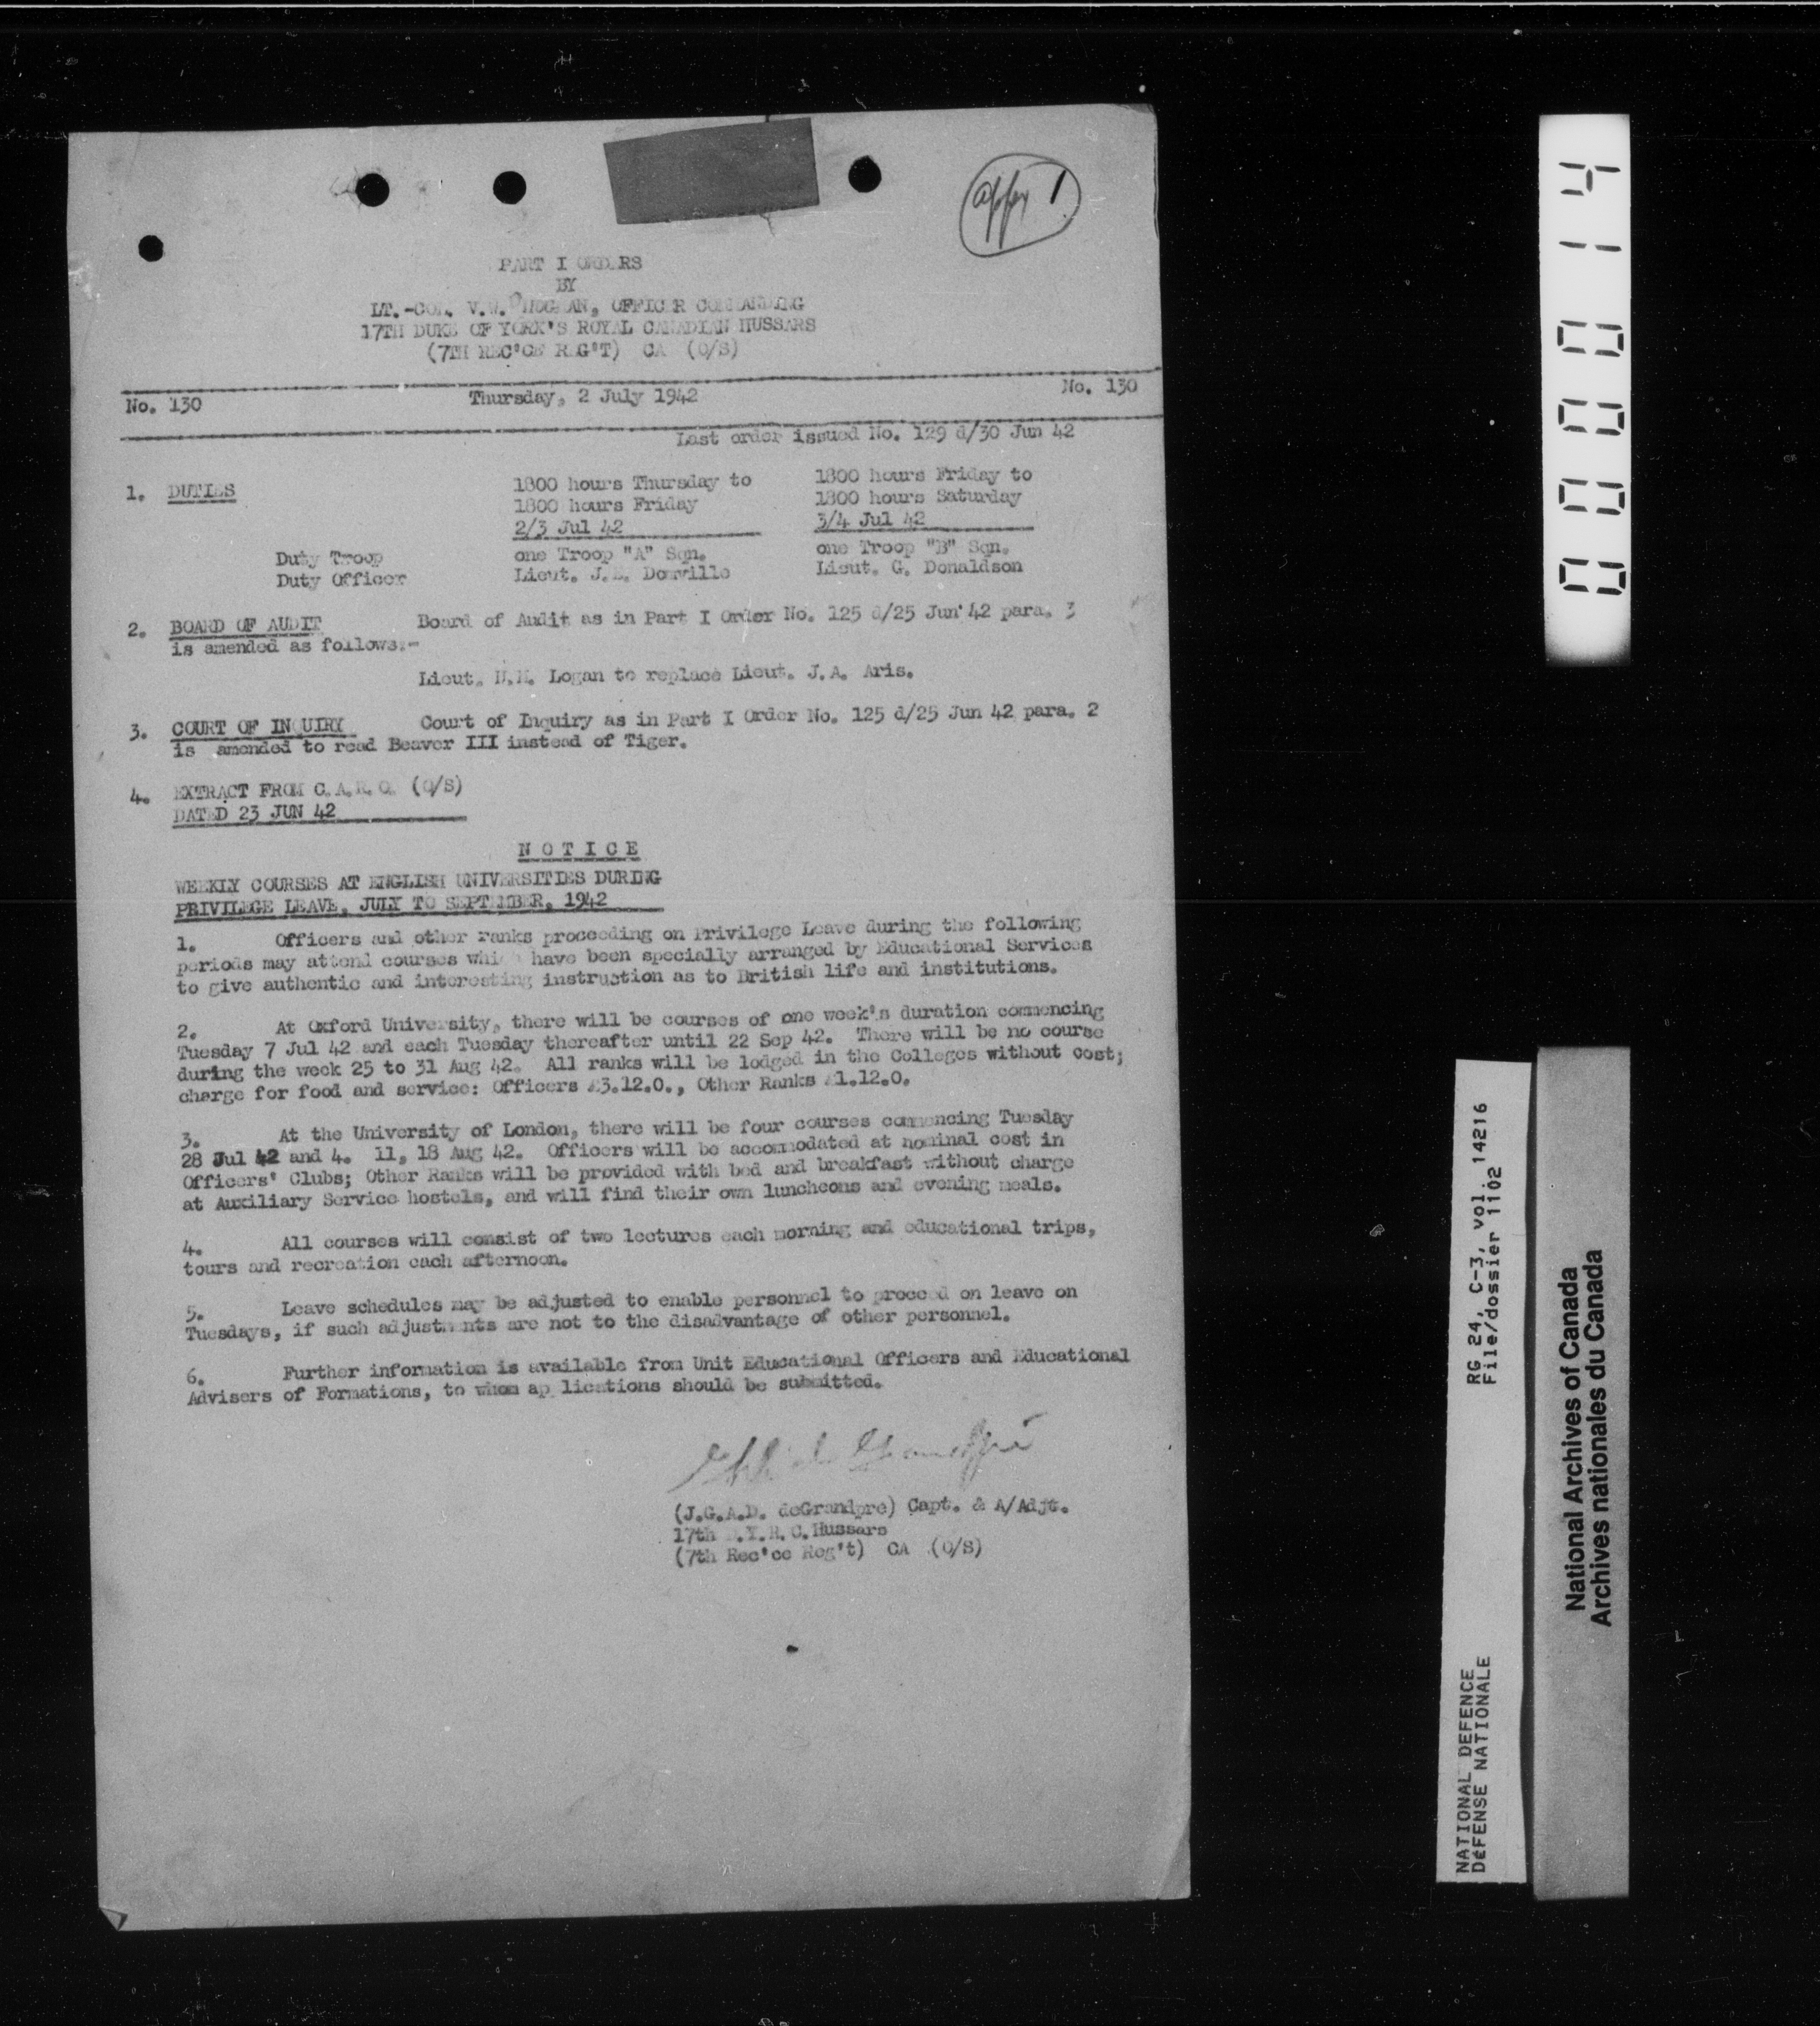 appx 1
PART I ORDERS
BY
LT.-COL. V.W. HUGMAN, OFFICER COMMANDING
17TH DUKE OF YORK'S ROYAL CANADIAN HUSSARS
(7TH REC'CE REG'T) CA (O/S)
No. 130 Thursday, 2 July 1942 No. 130
Last order issued No. 129 d/30 Jun 42
1. DUTIES 1800 hours Thursday to 1800 hours Friday to
1800 hours Friday 1800 hours Saturday
2/3 Jul 42 3/4 Jul 42
Duty Troop one Troop "A" Sqn. one Troop "B" Sqn.
Duty Officer Lieut. J.E. Domville Lieut. G. Donaldson
2. BOARD OF AUDIT Board of Audit as in Part I Order No. 125 d/25 Jun 42 para. 3
is amended as follows:-
Lieut. Logan to replace Lieut. J.A. Aris.
3. COURT OF INQUIRY Court of Inquiry as in Part I Order No. 125 d/25 Jun 42 para. 2
is amended to read Beaver III instead of Tiger.
4. EXTRACT FROM C.A.R.O. (O/S)
DATED 23 JUN 42
N O T I C E
WEEKLY COURSES AT ENGLISH UNIVERSITIES DURING
PRIVILEGE LEAVE, JULY TO SEPTEMBER, 1942
1. Officers and other ranks proceeding on Privilege Leave during the following
periods may attend courses which have been specially arranged by Educational Services
to give authentic and interesting instruction as to British life and institutions.
2. At Oxford University, there will be courses of one week's duration commencing
Tuesday 7 Jul 42 and each Tuesday thereafter until 22 Sep 42. There will be no course
during the week 25 to 31 Aug 42. All ranks will be lodged in the Colleges without cost;
charge for food and service: Officers £3.12.0., Other Ranks £1.12.0.
3. At the University of London, there will be four courses commencing Tuesday
28 Jul 42 and 4. 11, 18 Aug 42. Officers will be accommodated at nominal cost in
Officers' Clubs; Other Ranks will be provided with bed and breakfast without charge
at Auxiliary Service hostels, and will find their own luncheons and evening meals.
4. All courses will consist of two lectures each morning and educational trips,
tours and recreation each afternoon.
5. Leave schedules may be adjusted to enable personnel to proceed on leave on
Tuesdays, if such adjustments are not to the disadvantage of other personnel.
6. Further information is available from Unit Educational Officers and Educational
Advisers of Formations, to whom applications should be submitted.
(J.G.A.D. deGrandpre) Capt. & A/Adjt.
17th D.Y.R.C.Hussars
(7th Rec'ce Reg't) CA (O/S)
000014
NATIONAL DEFENCE RG 24, C-3, vol. 14216
DÉFENSE NATIONALE File/dossier 1102
National Archives of Canada
Archives nationales du Canada